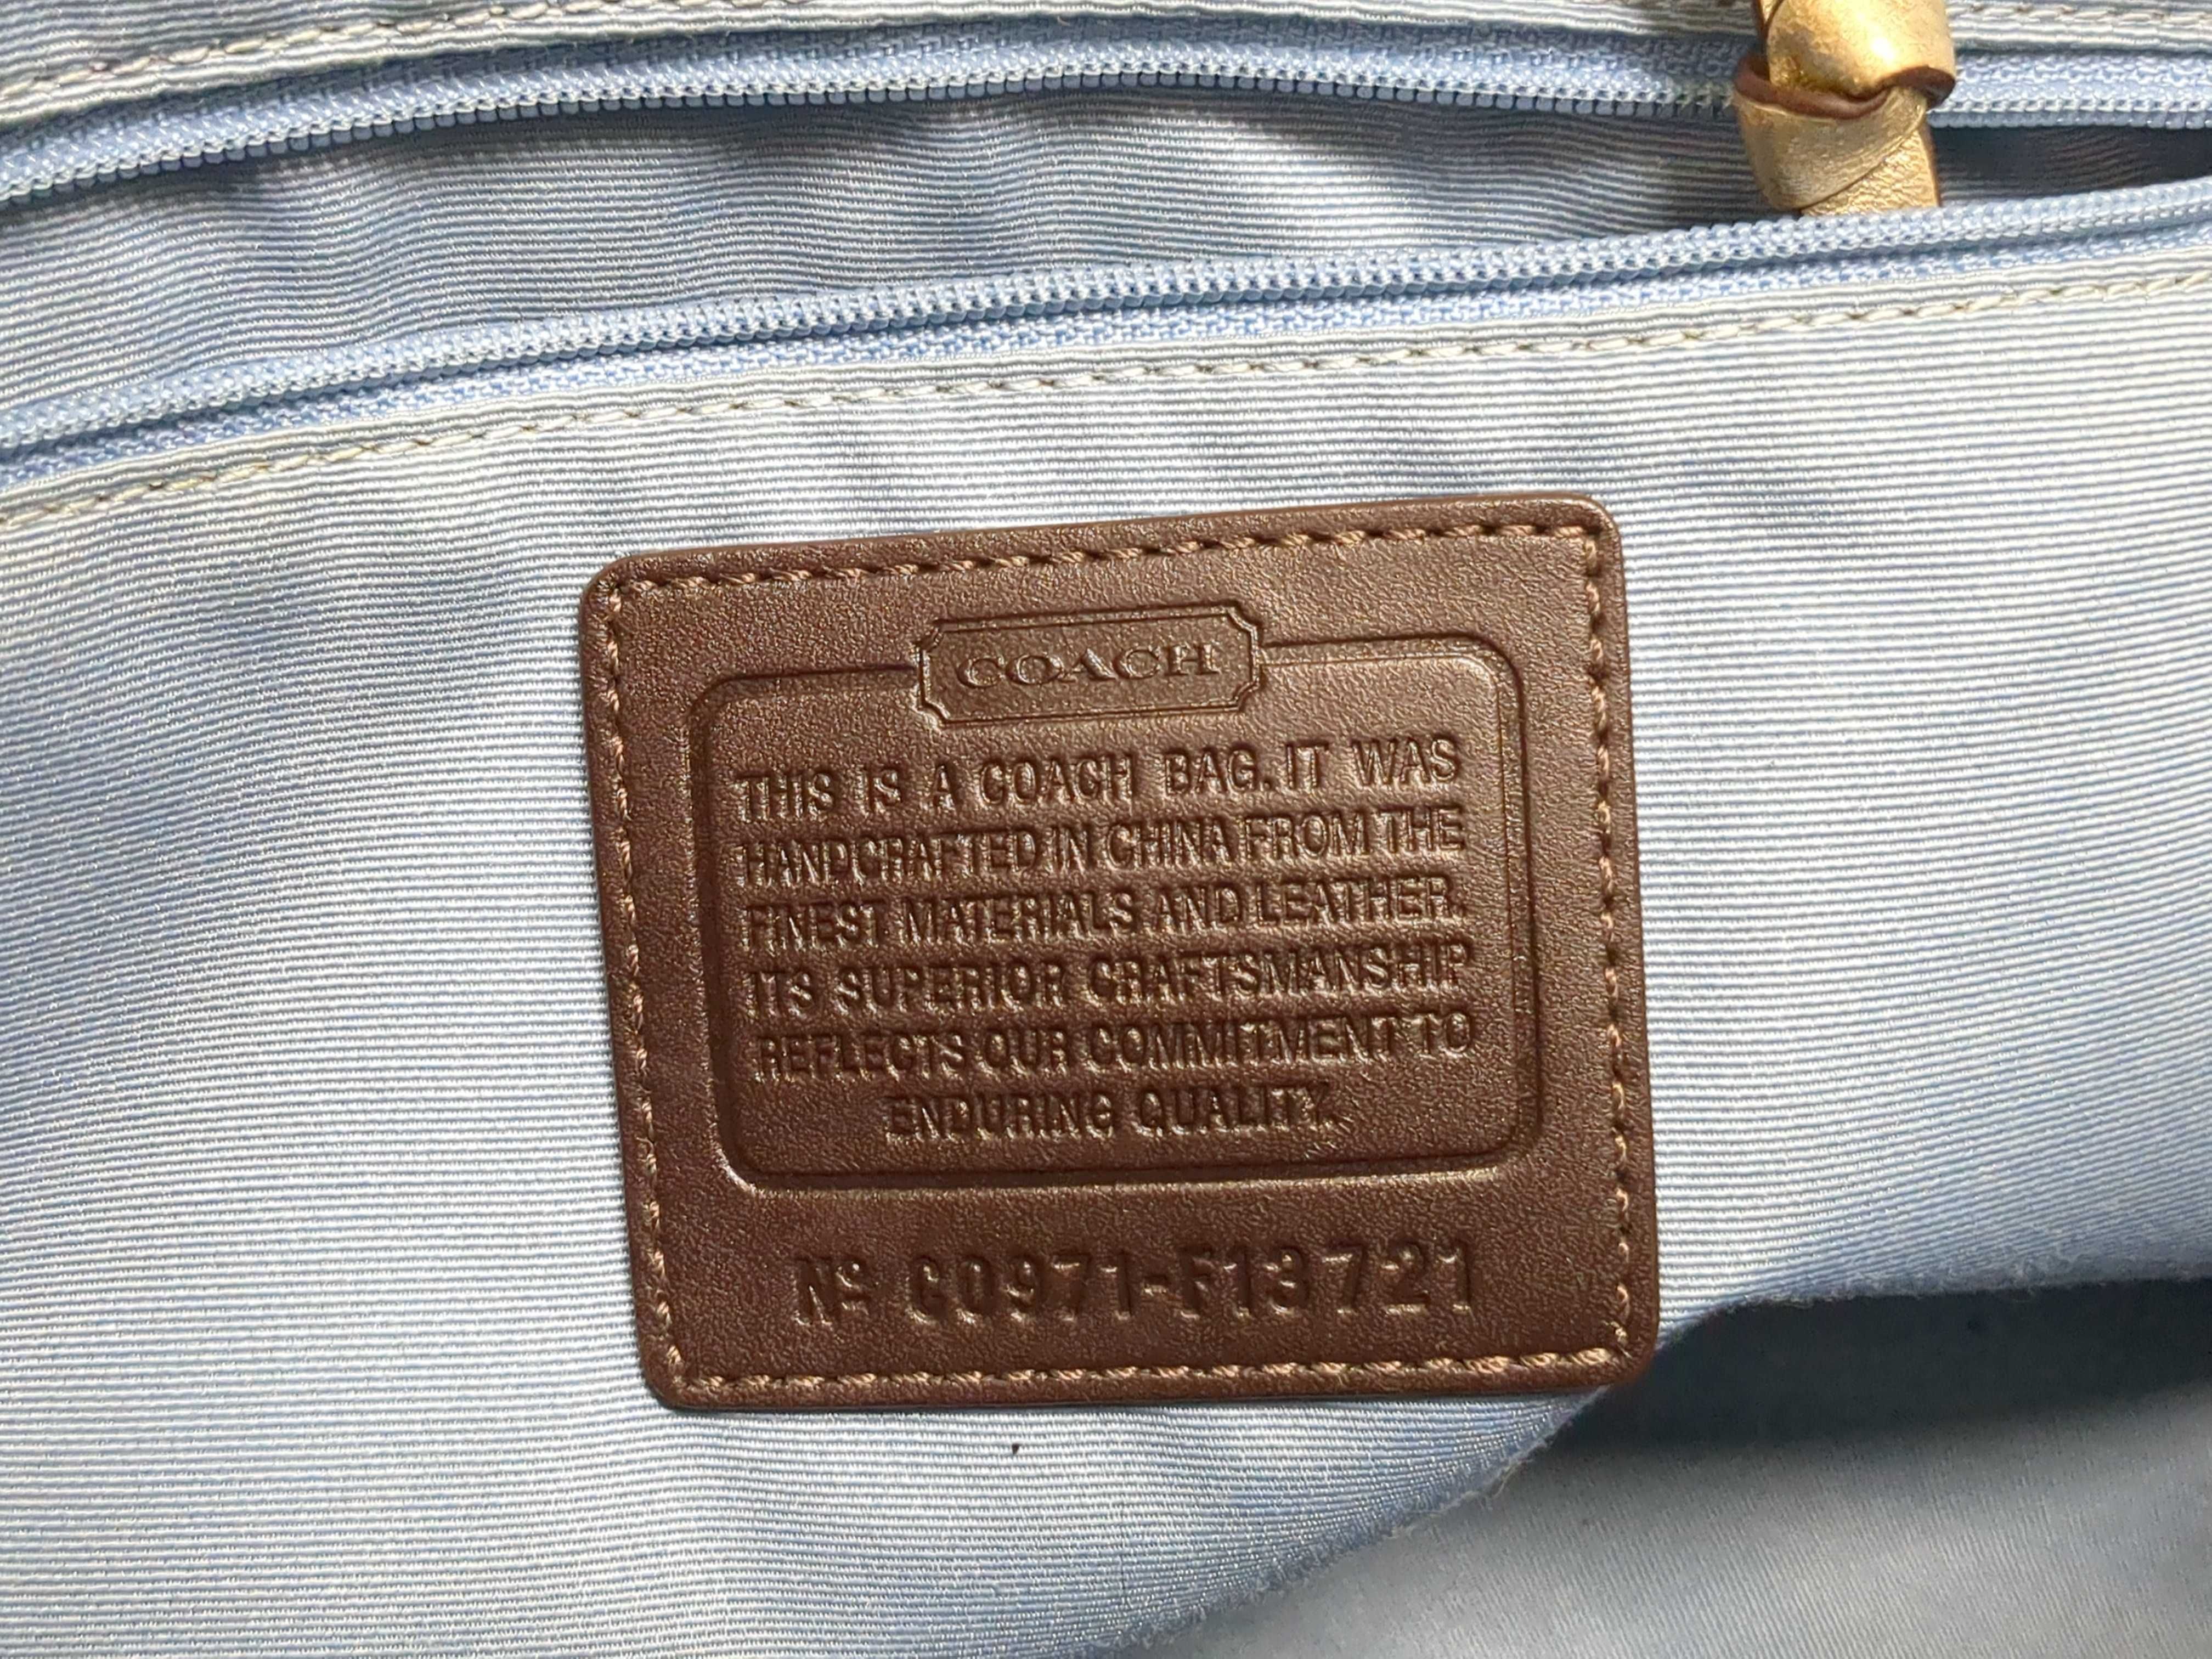 COACH
THIS IS A COACH BAG. IT WAS
HANDCRAFTED IN CHINA FROM THE
FINEST MATERIALS AND LEATHER.
ITS SUPERIOR CRAFTSMANSHIP
REFLECTS OUR COMMITMENT TO
ENDURING QUALITY.
Nº C0971-F13721